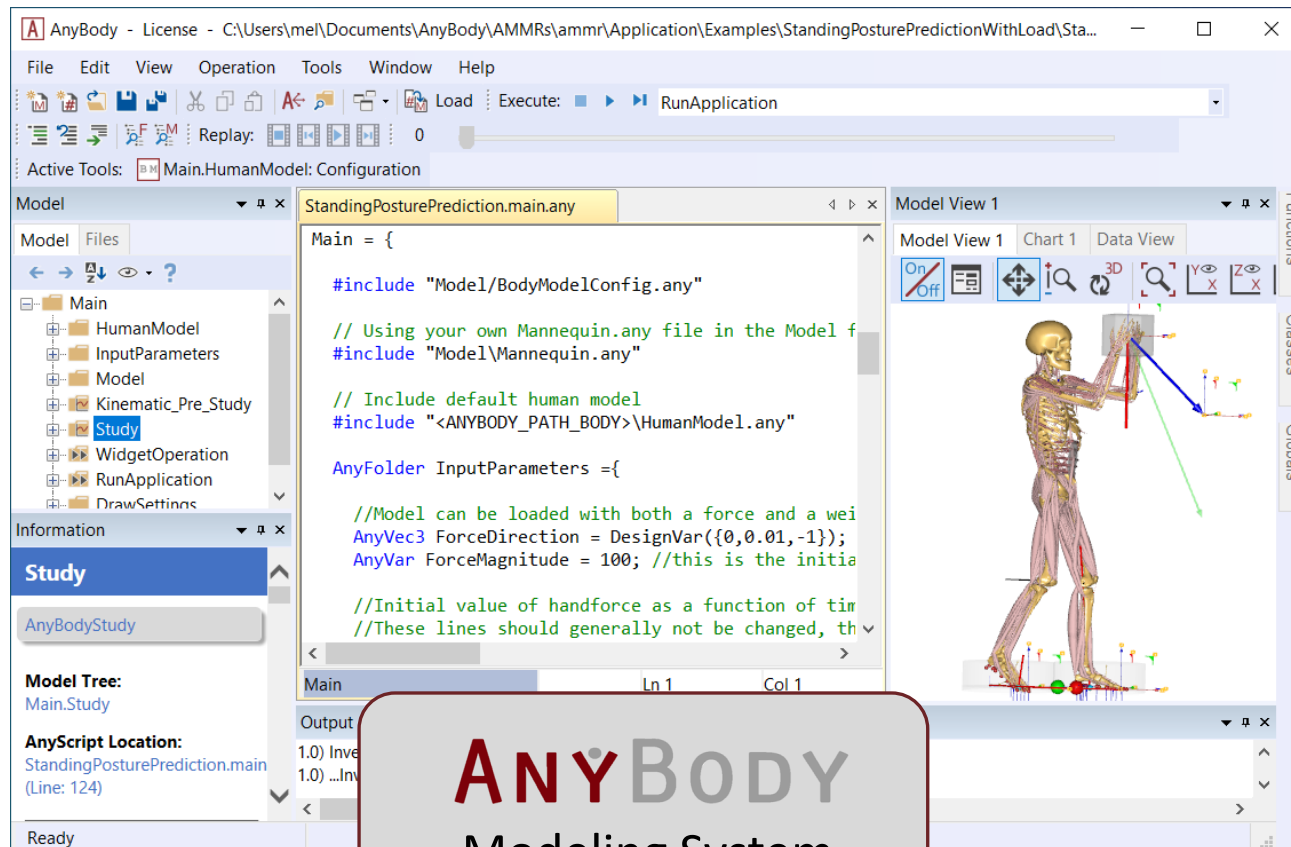 AnyBody - License - C:\Users\mel\Documents\AnyBody\AMMRs\ammr\Application\Examples\StandingPosturePredictionWithLoad\Sta...
File Edit View Operation Tools Window Help
Load Execute: RunApplication
Replay: 0
Active Tools: BM Main.HumanModel: Configuration
Model
Model Files
Main
HumanModel
InputParameters
Model
Kinematic_Pre_Study
Study
WidgetOperation
RunApplication
DrawSettings
Information
Study
AnyBodyStudy
Model Tree:
Main.Study
AnyScript Location:
StandingPosturePrediction.main
(Line: 124)
Ready
StandingPosturePrediction.main.any
Main = {
#include "Model/BodyModelConfig.any"
// Using your own Mannequin.any file in the Model f
#include "Model\Mannequin.any"
// Include default human model
#include "<ANYBODY_PATH_BODY>\HumanModel.any"
AnyFolder InputParameters ={
//Model can be loaded with both a force and a wei
AnyVec3 ForceDirection = DesignVar({0,0.01,-1});
AnyVar ForceMagnitude = 100; //this is the initia
//Initial value of handforce as a function of tim
//These lines should generally not be changed, th
Main Ln 1 Col 1
Model View 1
Model View 1 Chart 1 Data View
On/Off 3D Y X Z X
Functions
Classes
Globals
Output
1.0) Inve
1.0) ...Inv
ANYBODY
Modeling System